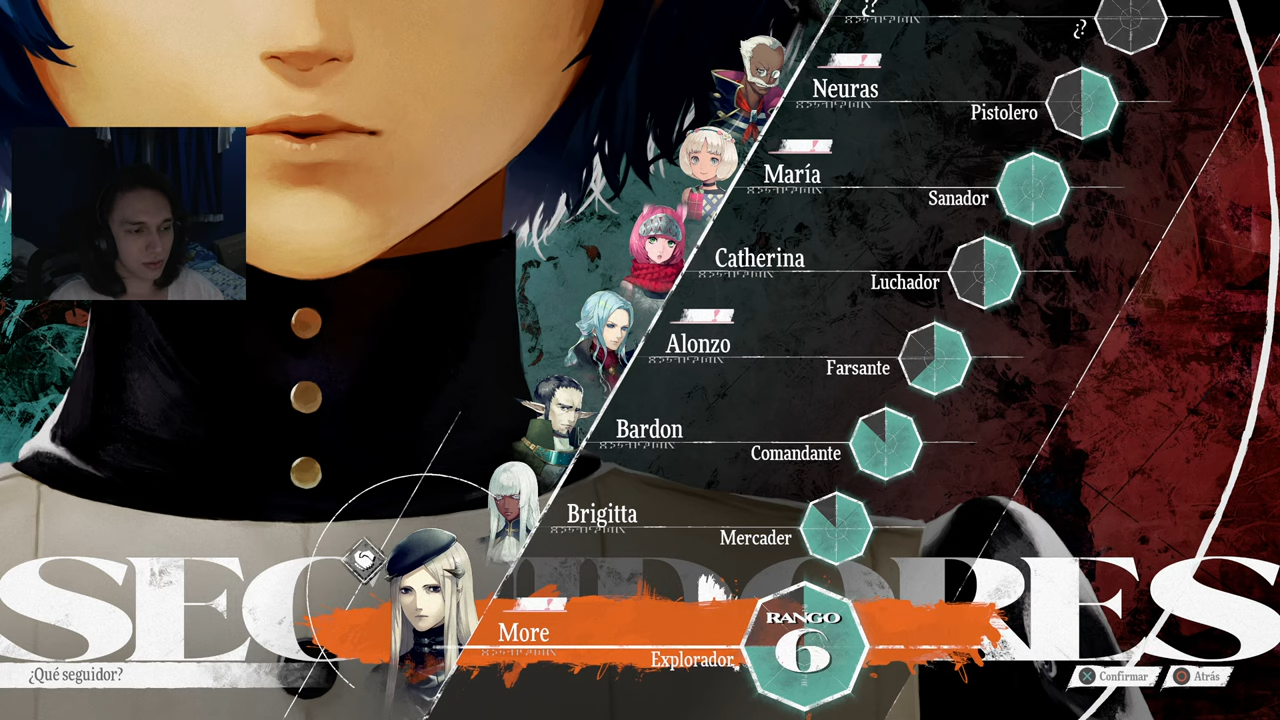 ¿?
¿?
Neuras
Pistolero
María
Sanador
Catherina
Luchador
Alonzo
Farsante
Bardon
Comandante
Brigitta
Mercader
SEGUIDORES
RANGO
6
More
Explorador
¿Qué seguidor?
Confirmar
Atrás